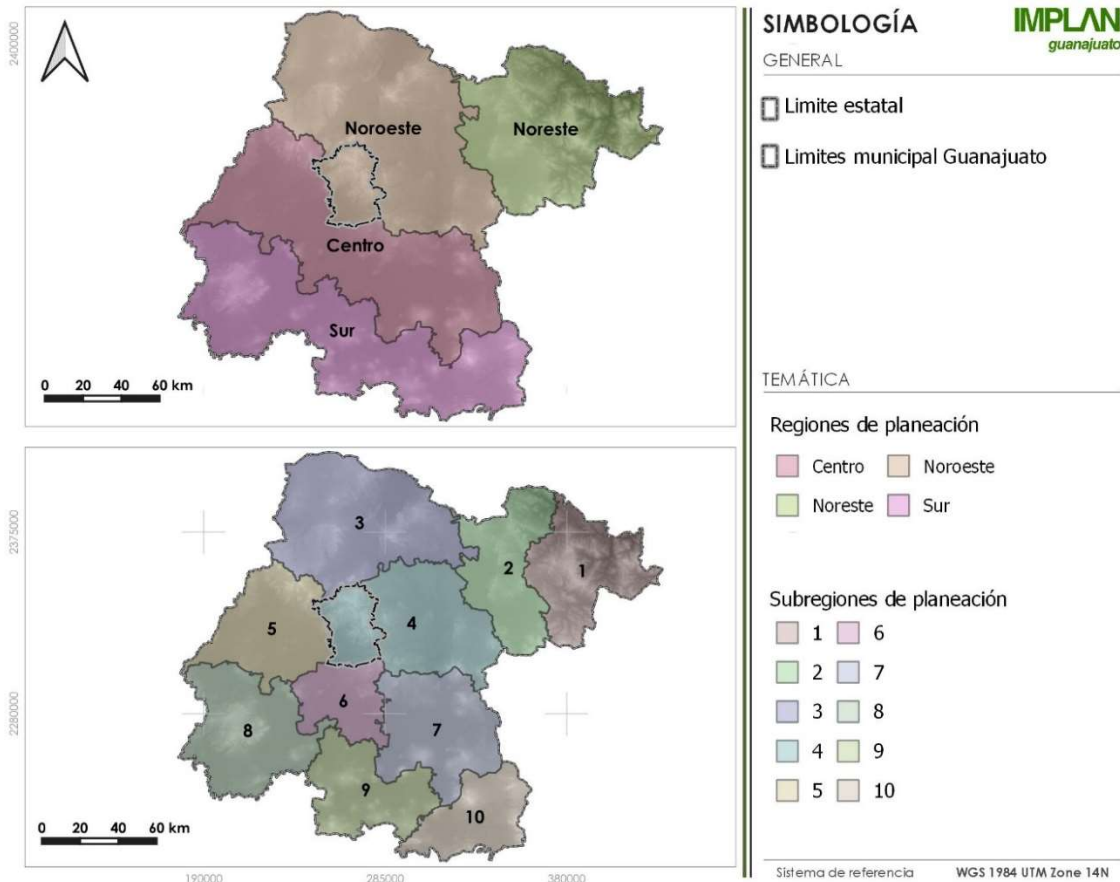 2400000
Noroeste
Noreste
Centro
Sur
0 20 40 60 km
2375000
2280000
3
2
1
5
4
6
8
7
9
10
0 20 40 60 km
190000 285000 380000
SIMBOLOGÍA
IMPLAN
guanajuato
GENERAL
Limite estatal
Limites municipal Guanajuato
TEMÁTICA
Regiones de planeación
Centro Noroeste
Noreste Sur
Subregiones de planeación
1 6
2 7
3 8
4 9
5 10
Sistema de referencia WGS 1984 UTM Zone 14N